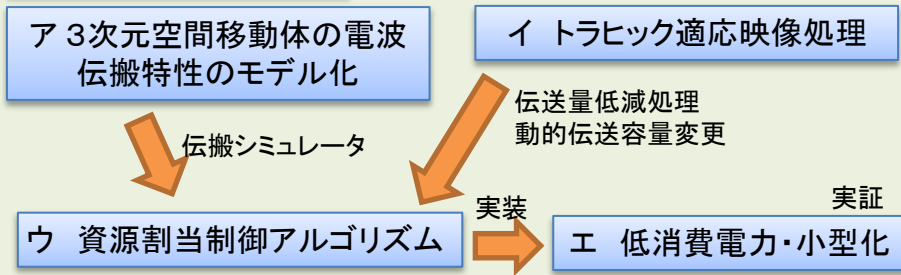 ア 3次元空間移動体の電波
伝搬特性のモデル化
イ トラヒック適応映像処理
伝送量低減処理
動的伝送容量変更
伝搬シミュレータ
実装
実証
ウ 資源割当制御アルゴリズム
エ 低消費電力・小型化